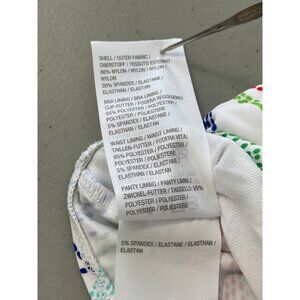 SHELL / OUTER FABRIC /
OBERSTOFF / TESSUTO ESTERNO /
80% NYLON / NYLON /
NYLON
20% SPANDEX / ELASTANE /
ELASTHAN / ELASTAN
BRA LINING / BRA LINING /
CUP-FUTTER / FODERA REGGISENO:
95% POLYESTER / POLYESTER /
POLYESTER / POLIESTERE
5% SPANDEX / ELASTANE /
ELASTHAN / ELASTAN
WAIST LINING / WAIST LINING /
TAILLEN-FUTTER / FODERA VITA:
95% POLYESTER / POLYESTER /
POLYESTER / POLIESTERE
5% SPANDEX / ELASTANE /
ELASTHAN / ELASTAN
PANTY LINING / PANTY LINING /
ZWICKEL-FUTTER / TASSELLO 95%
POLYESTER / POLYESTER /
POLYESTER / POLIESTERE
5% SPANDEX / ELASTANE / ELASTHAN /
ELASTAN